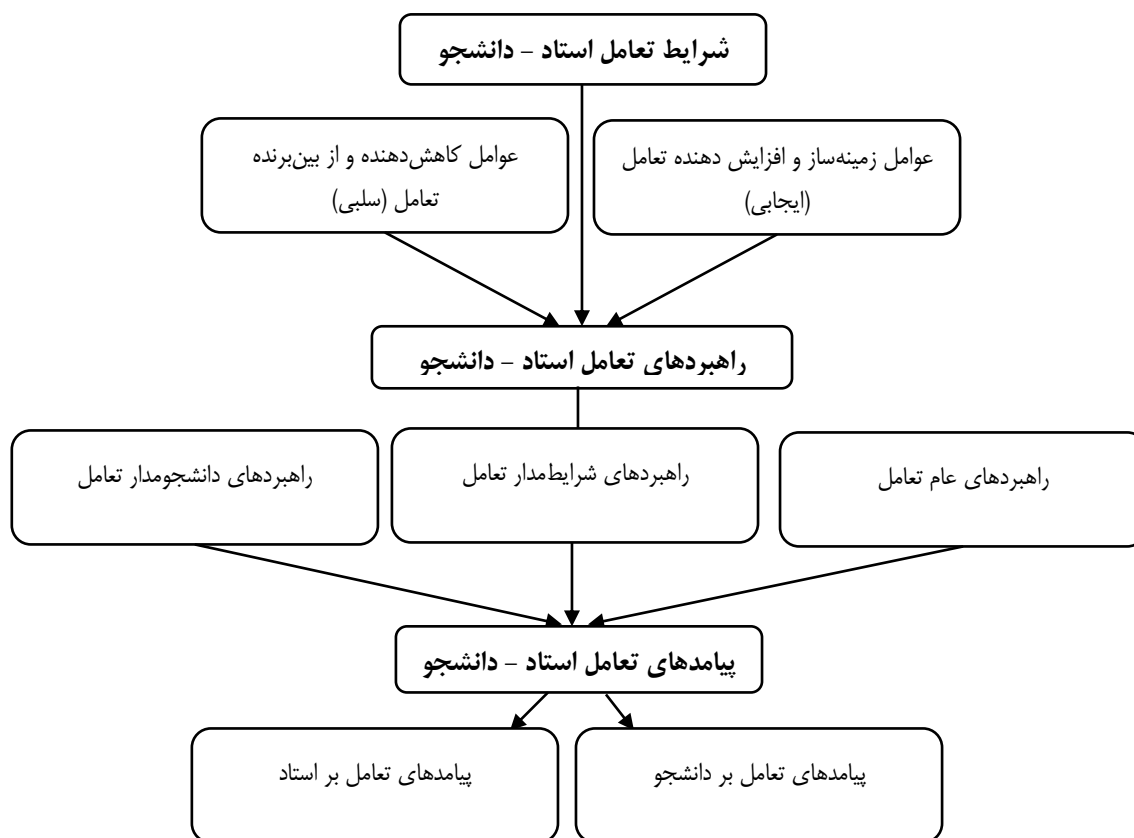 شرایط تعامل استاد – دانشجو
عوامل زمینه‌ساز و افزایش دهنده تعامل
(ایجابی)
عوامل کاهش‌دهنده و از بین‌برنده
تعامل (سلبی)
راهبردهای تعامل استاد – دانشجو
راهبردهای عام تعامل
راهبردهای شرایط‌مدار تعامل
راهبردهای دانشجومدار تعامل
پیامدهای تعامل استاد – دانشجو
پیامدهای تعامل بر دانشجو
پیامدهای تعامل بر استاد